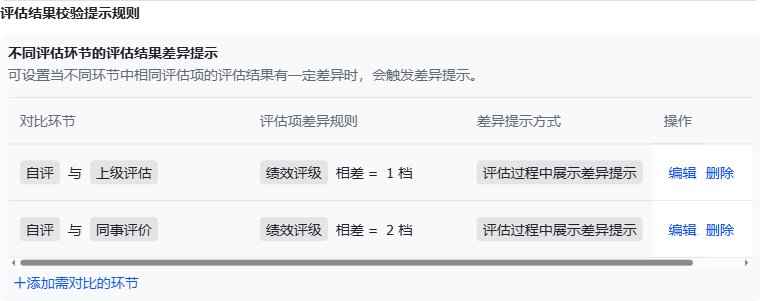 评估结果校验提示规则
不同评估环节的评估结果差异提示
可设置当不同环节中相同评估项的评估结果有一定差异时，会触发差异提示。
对比环节 评估项差异规则 差异提示方式 操作
自评 与 上级评估 绩效评级 相差 = 1 档 评估过程中展示差异提示 编辑 删除
自评 与 同事评价 绩效评级 相差 = 2 档 评估过程中展示差异提示 编辑 删除
+添加需对比的环节